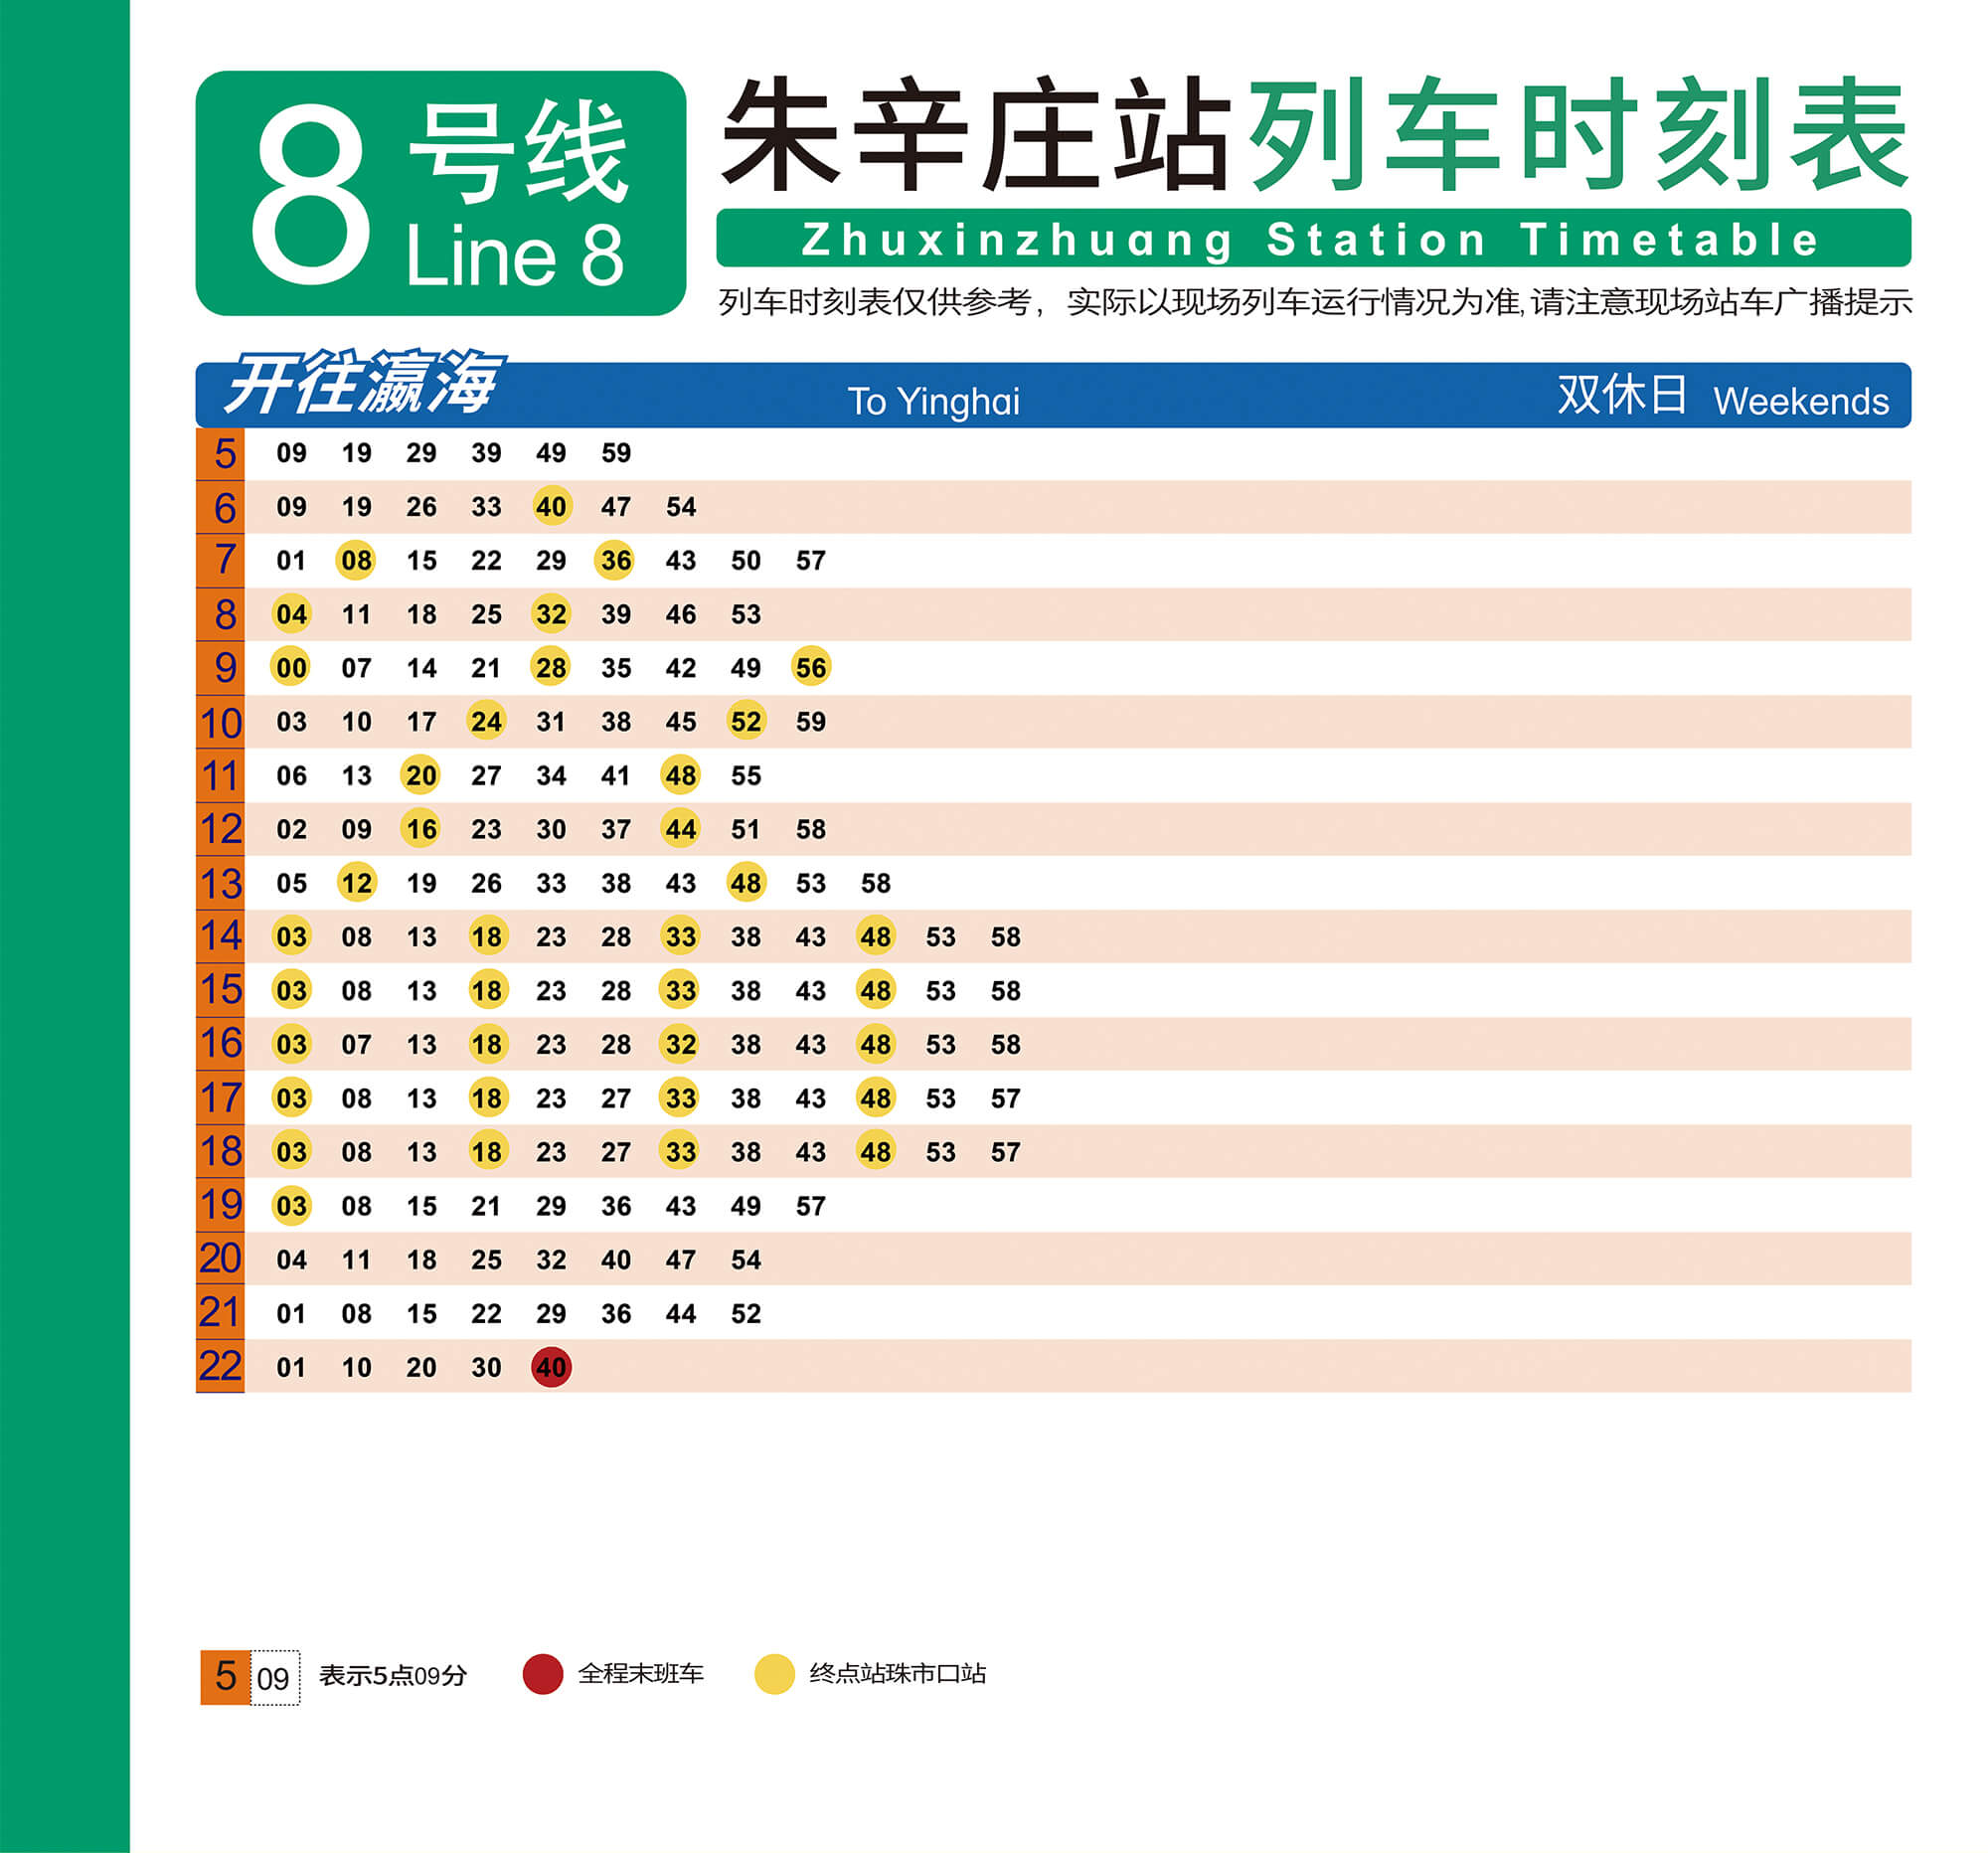 8 号线
Line 8
朱辛庄站列车时刻表
Zhuxinzhuang Station Timetable
列车时刻表仅供参考，实际以现场列车运行情况为准,请注意现场站车广播提示
开往瀛海 To Yinghai 双休日 Weekends
5 09 19 29 39 49 59
6 09 19 26 33 40 47 54
7 01 08 15 22 29 36 43 50 57
8 04 11 18 25 32 39 46 53
9 00 07 14 21 28 35 42 49 56
10 03 10 17 24 31 38 45 52 59
11 06 13 20 27 34 41 48 55
12 02 09 16 23 30 37 44 51 58
13 05 12 19 26 33 38 43 48 53 58
14 03 08 13 18 23 28 33 38 43 48 53 58
15 03 08 13 18 23 28 33 38 43 48 53 58
16 03 07 13 18 23 28 32 38 43 48 53 58
17 03 08 13 18 23 27 33 38 43 48 53 57
18 03 08 13 18 23 27 33 38 43 48 53 57
19 03 08 15 21 29 36 43 49 57
20 04 11 18 25 32 40 47 54
21 01 08 15 22 29 36 44 52
22 01 10 20 30 40
5 09 表示5点09分 全程末班车 终点站珠市口站